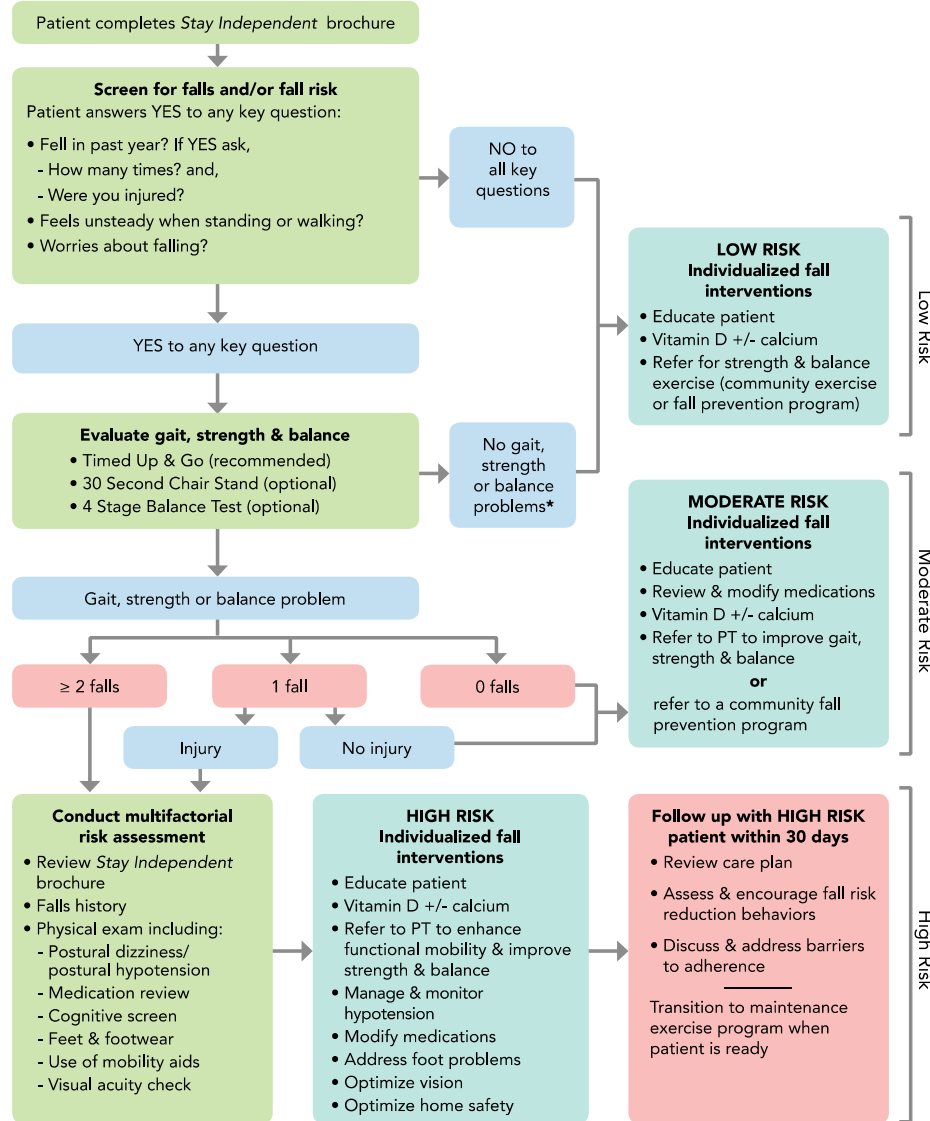 Patient completes Stay Independent brochure
Screen for falls and/or fall risk
Patient answers YES to any key question:
• Fell in past year? If YES ask,
- How many times? and,
- Were you injured?
• Feels unsteady when standing or walking?
• Worries about falling?
NO to
all key
questions
YES to any key question
Evaluate gait, strength & balance
• Timed Up & Go (recommended)
• 30 Second Chair Stand (optional)
• 4 Stage Balance Test (optional)
No gait,
strength
or balance
problems*
LOW RISK
Individualized fall
interventions
• Educate patient
• Vitamin D +/- calcium
• Refer for strength & balance
exercise (community exercise
or fall prevention program)
Low Risk
Gait, strength or balance problem
≥ 2 falls
1 fall
0 falls
Injury
No injury
MODERATE RISK
Individualized fall
interventions
• Educate patient
• Review & modify medications
• Vitamin D +/- calcium
• Refer to PT to improve gait,
strength & balance
or
refer to a community fall
prevention program
Moderate Risk
Conduct multifactorial
risk assessment
• Review Stay Independent
brochure
• Falls history
• Physical exam including:
- Postural dizziness/
postural hypotension
- Medication review
- Cognitive screen
- Feet & footwear
- Use of mobility aids
- Visual acuity check
HIGH RISK
Individualized fall
interventions
• Educate patient
• Vitamin D +/- calcium
• Refer to PT to enhance
functional mobility & improve
strength & balance
• Manage & monitor
hypotension
• Modify medications
• Address foot problems
• Optimize vision
• Optimize home safety
Follow up with HIGH RISK
patient within 30 days
• Review care plan
• Assess & encourage fall risk
reduction behaviors
• Discuss & address barriers
to adherence
Transition to maintenance
exercise program when
patient is ready
High Risk